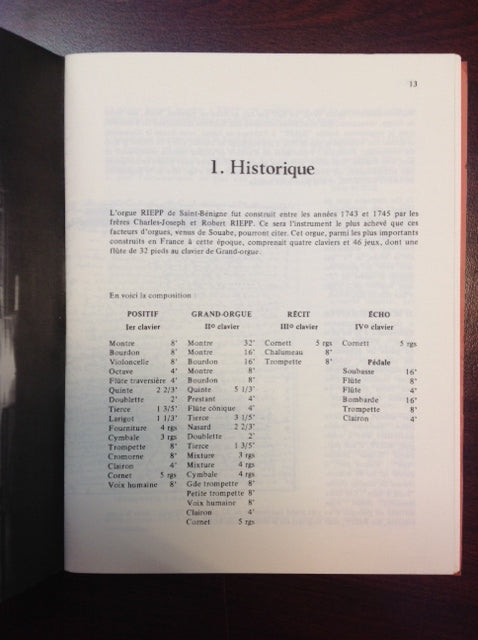 13
1. Historique
L'orgue RIEPP de Saint-Bénigne fut construit entre les années 1743 et 1745 par les
frères Charles-Joseph et Robert RIEPP. Ce sera l'instrument le plus achevé que ces
facteurs d'orgues, venus de Souabe, pourront citer. Cet orgue, parmi les plus importants
construits en France à cette époque, comprenait quatre claviers et 46 jeux, dont une
flûte de 32 pieds au clavier de Grand-orgue.
En voici la composition :
POSITIF
Ier clavier
Montre 8'
Bourdon 8'
Violoncelle 8'
Octave 4'
Flûte traversière 4'
Quinte 2 2/3'
Doublette 2'
Tierce 1 3/5'
Larigot 1 1/3'
Fourniture 4 rgs
Cymbale 3 rgs
Trompette 8'
Cromorne 8'
Clairon 4'
Cornet 5 rgs
Voix humaine 8'
GRAND-ORGUE
IIo clavier
Montre 32'
Montre 16'
Bourdon 16'
Montre 8'
Bourdon 8'
Quinte 5 1/3'
Prestant 4'
Flûte cônique 4'
Tierce 3 1/5'
Nasard 2 2/3'
Doublette 2'
Tierce 1 3/5'
Mixture 3 rgs
Mixture 4 rgs
Cymbale 4 rgs
Gde trompette 8'
Petite trompette 8'
Voix humaine 8'
Clairon 4'
Cornet 5 rgs
RÉCIT
IIIo clavier
Cornett 5 rgs
Chalumeau 8'
Trompette 8'
ÉCHO
IVo clavier
Cornett 5 rgs
Pédale
Soubasse 16'
Flûte 8'
Flûte 4'
Bombarde 16'
Trompette 8'
Clairon 4'